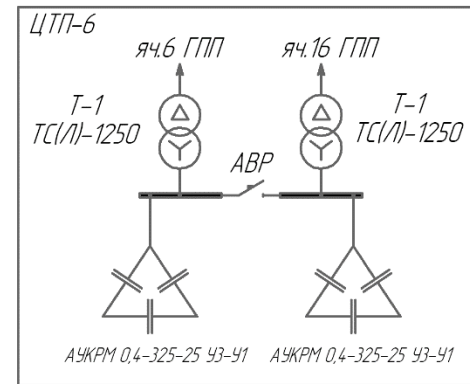 ЦТП-6
яч.6 ГПП
яч.16 ГПП
Т-1
ТС(Л)-1250
Т-1
ТС(Л)-1250
АВР
АУКРМ 0,4-325-25 У3-У1
АУКРМ 0,4-325-25 У3-У1